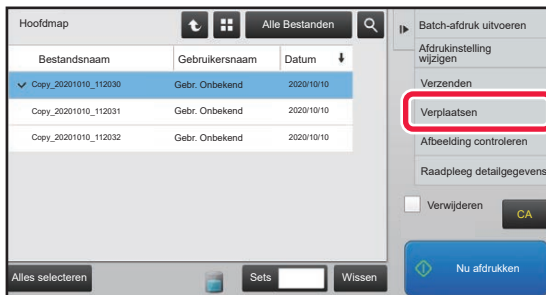 Hoofdmap
Alle Bestanden
Bestandsnaam Gebruikersnaam Datum
Copy_20201010_112030 Gebr. Onbekend 2020/10/10
Copy_20201010_112031 Gebr. Onbekend 2020/10/10
Copy_20201010_112032 Gebr. Onbekend 2020/10/10
Alles selecteren
Sets
Wissen
Batch-afdruk uitvoeren
Afdrukinstelling
wijzigen
Verzenden
Verplaatsen
Afbeelding controleren
Raadpleeg detailgegevens
Verwijderen
CA
Nu afdrukken